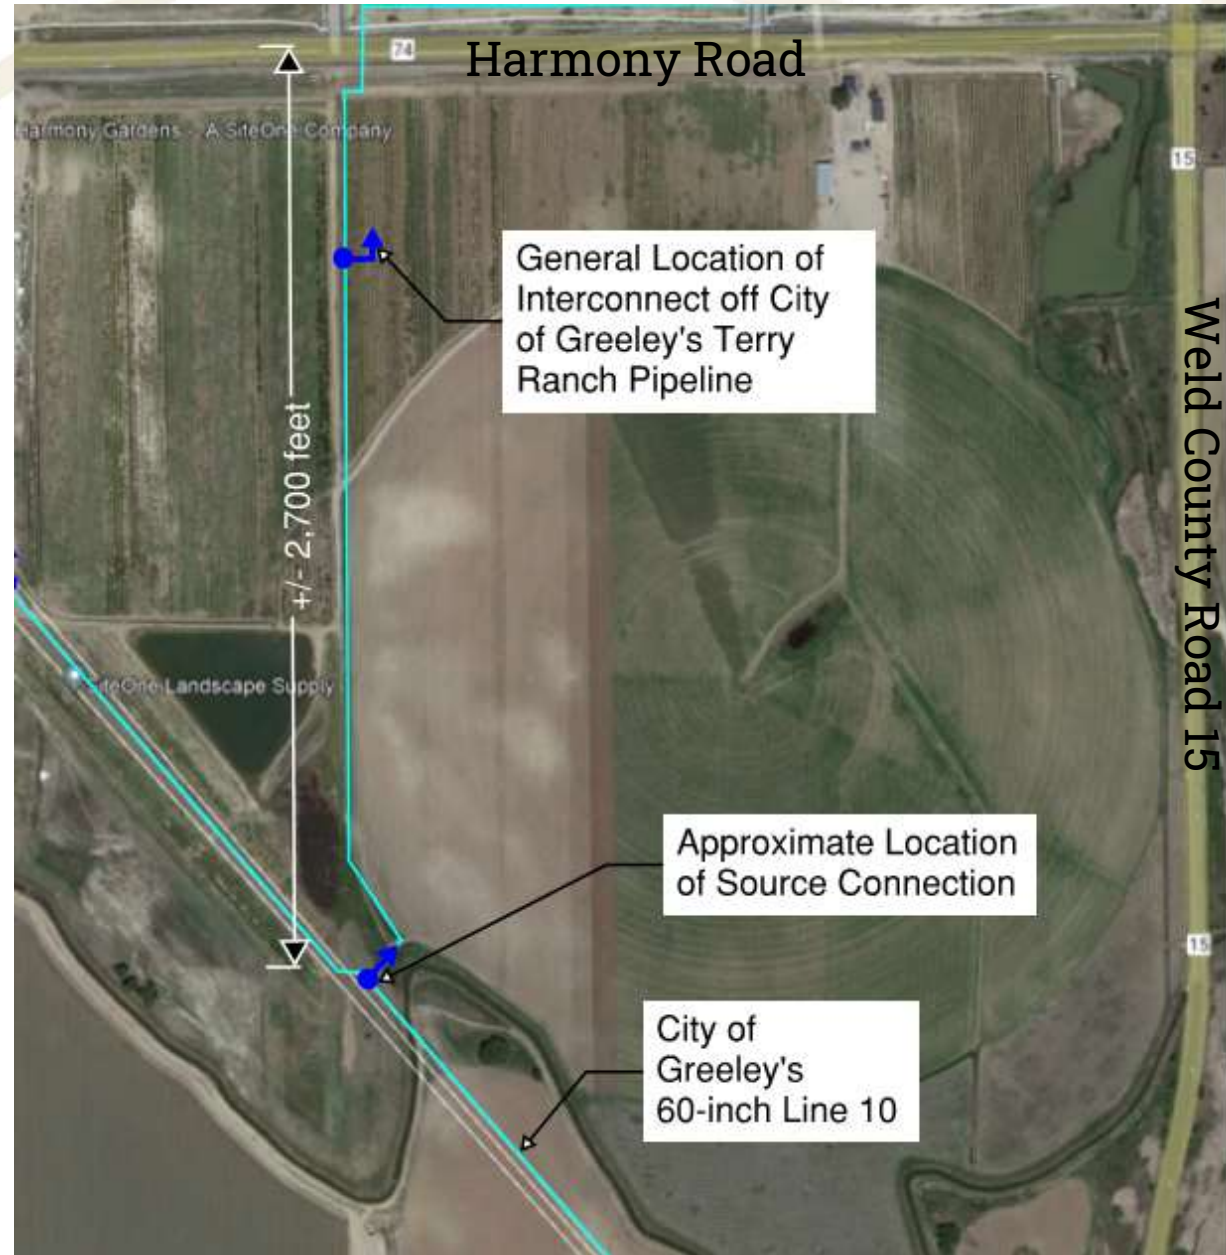 74
Harmony Road
Harmony Gardens - A SiteOne Company
15
General Location of
Interconnect off City
of Greeley's Terry
Ranch Pipeline
Weld County Road 15
+/- 2,700 feet
SiteOne Landscape Supply
Approximate Location
of Source Connection
15
City of
Greeley's
60-inch Line 10